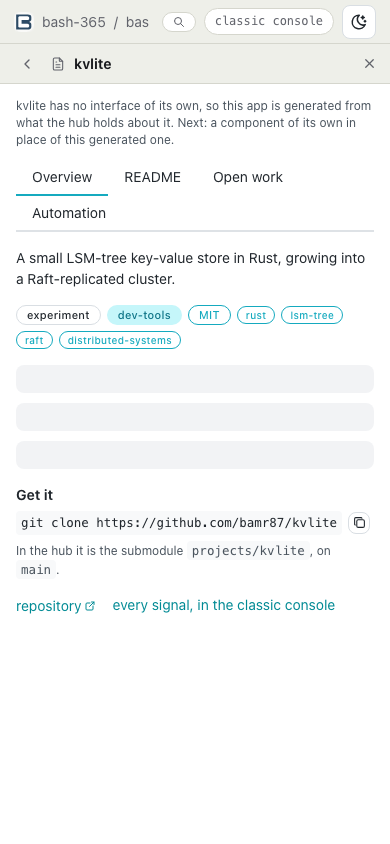 bash-365 / bas classic console
kvlite
kvlite has no interface of its own, so this app is generated from
what the hub holds about it. Next: a component of its own in
place of this generated one.
Overview README Open work
Automation
A small LSM-tree key-value store in Rust, growing into
a Raft-replicated cluster.
experiment dev-tools MIT rust lsm-tree
raft distributed-systems
Get it
git clone https://github.com/bamr87/kvlite
In the hub it is the submodule projects/kvlite , on
main .
repository every signal, in the classic console